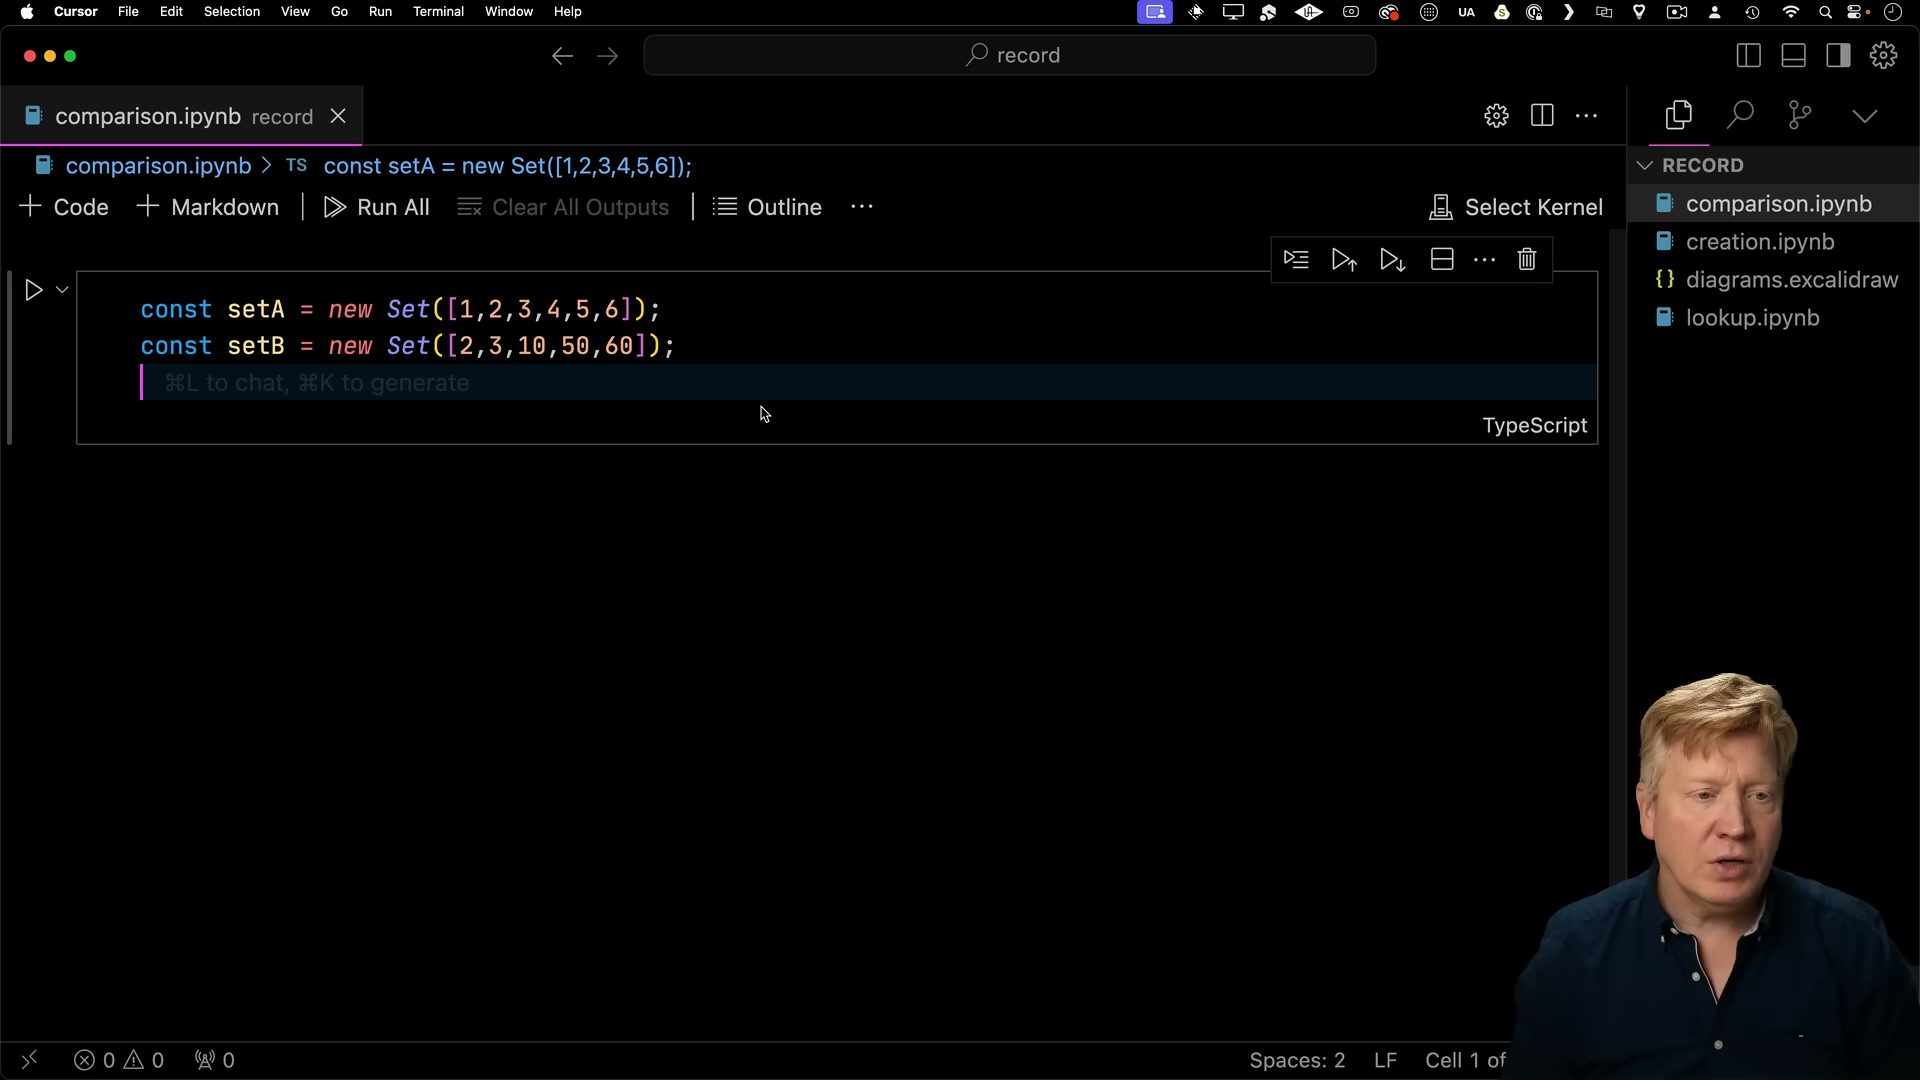 Cursor File Edit Selection View Go Run Terminal Window Help UA
record
comparison.ipynb record
comparison.ipynb > TS const setA = new Set([1,2,3,4,5,6]);
+ Code + Markdown Run All Clear All Outputs Outline ... Select Kernel
const setA = new Set([1,2,3,4,5,6]);
const setB = new Set([2,3,10,50,60]);
⌘L to chat, ⌘K to generate
TypeScript
RECORD
comparison.ipynb
creation.ipynb
{} diagrams.excalidraw
lookup.ipynb
0 0 0 Spaces: 2 LF Cell 1 of